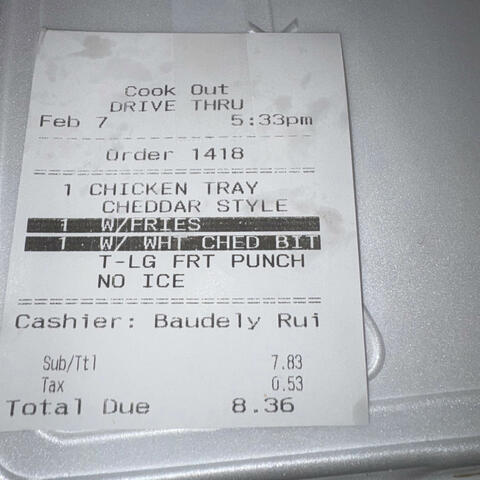 Cook Out
DRIVE THRU
Feb 7 5:33pm
Order 1418
1 CHICKEN TRAY
CHEDDAR STYLE
1 W/FRIES
1 W/ WHT CHED BIT
T-LG FRT PUNCH
NO ICE
Cashier: Baudely Rui
Sub/Ttl 7.83
Tax 0.53
Total Due 8.36